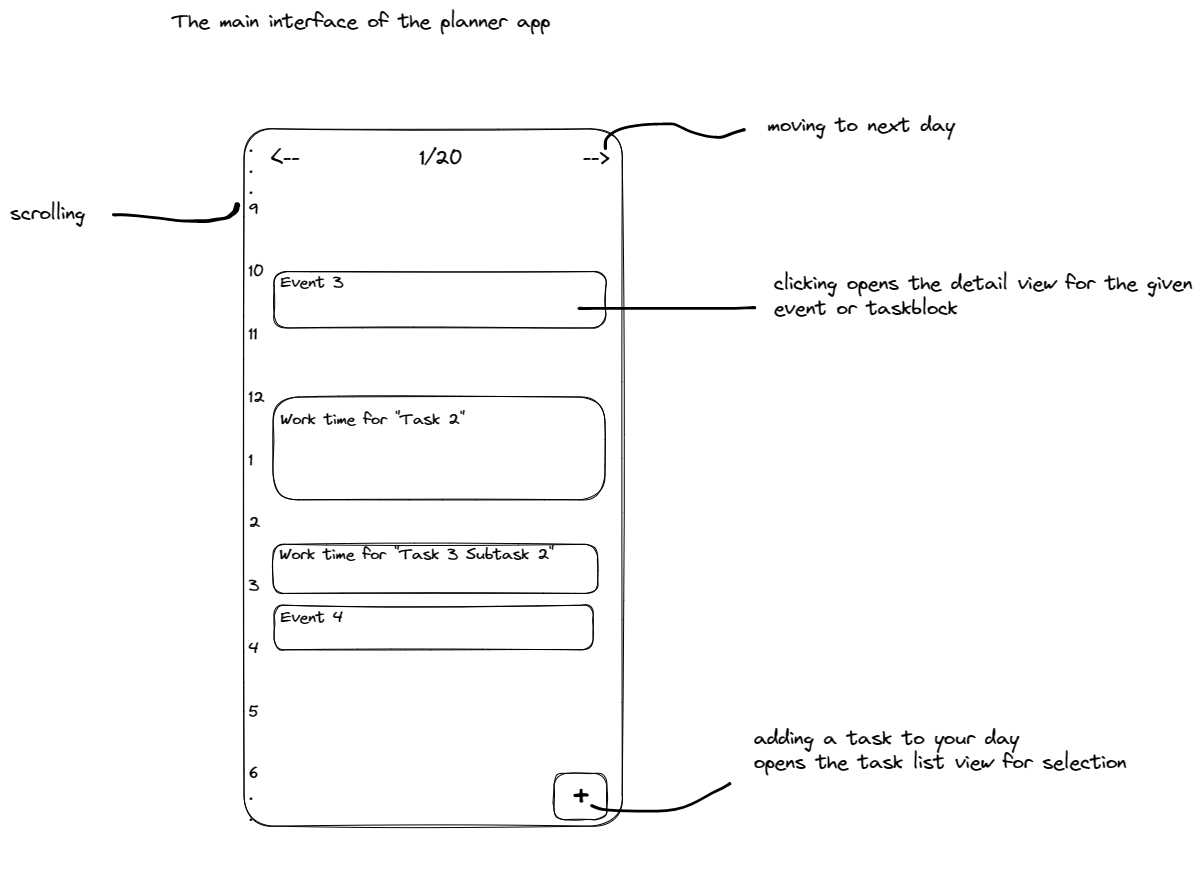 The main interface of the planner app
moving to next day
<-- 1/20 -->
scrolling
9
10
Event 3
clicking opens the detail view for the given
event or taskblock
11
12
Work time for "Task 2"
1
2
Work time for "Task 3 Subtask 2"
3
Event 4
4
5
adding a task to your day
opens the task list view for selection
6
+